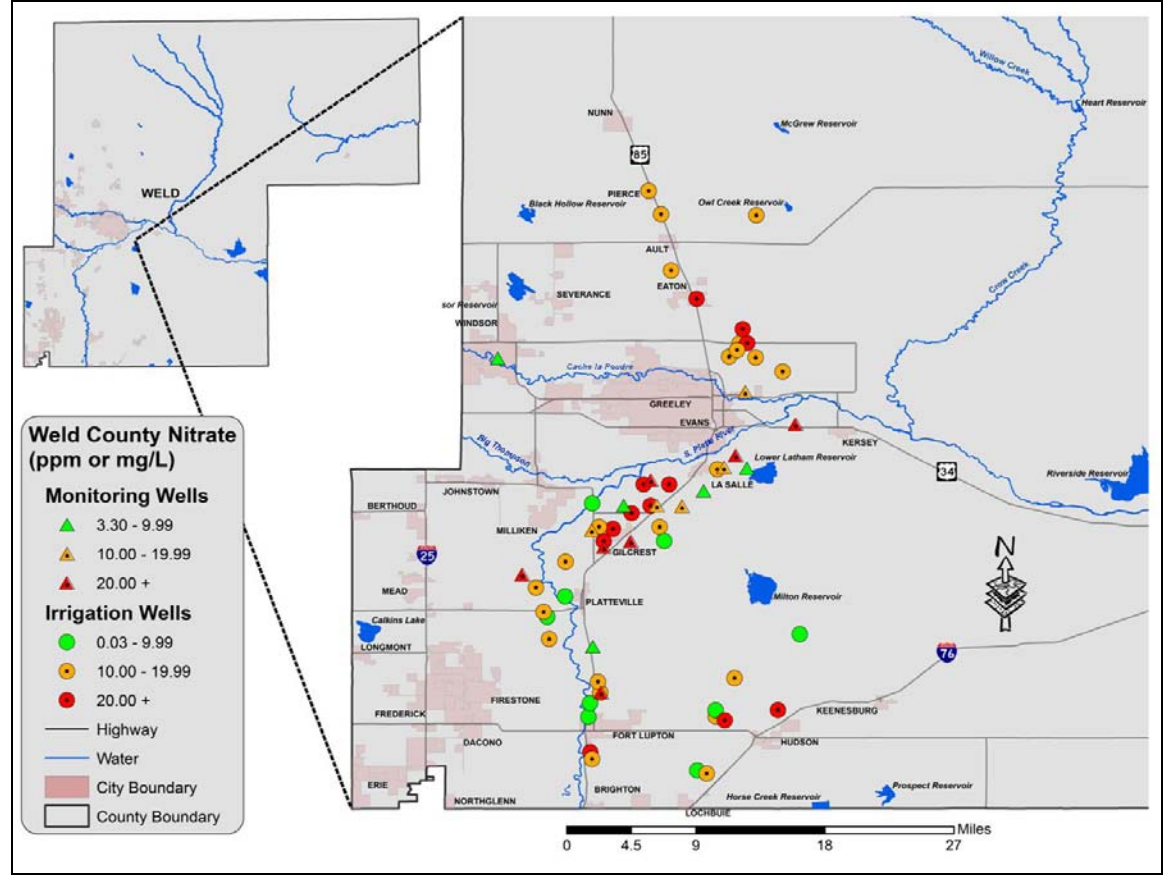 WELD
Weld County Nitrate
(ppm or mg/L)
Monitoring Wells
3.30 - 9.99
10.00 - 19.99
20.00 +
Irrigation Wells
0.03 - 9.99
10.00 - 19.99
20.00 +
Highway
Water
City Boundary
County Boundary
Willow Creek
Heart Reservoir
NUNN
McGrew Reservoir
85
PIERCE
Black Hollow Reservoir
Owl Creek Reservoir
AULT
EATON
SEVERANCE
Crow Creek
sor Reservoir
WINDSOR
Cache la Poudre
GREELEY
EVANS
KERSEY
S. Platte River
Big Thompson
Lower Latham Reservoir
LA SALLE
34
Riverside Reservoir
JOHNSTOWN
BERTHOUD
MILLIKEN
25
GILCREST
N
MEAD
PLATTEVILLE
Milton Reservoir
Calkins Lake
LONGMONT
76
FIRESTONE
FREDERICK
KEENESBURG
FORT LUPTON
DACONO
HUDSON
ERIE
BRIGHTON
NORTHGLENN
Horse Creek Reservoir
Prospect Reservoir
LOCHBUIE
Miles
0 4.5 9 18 27